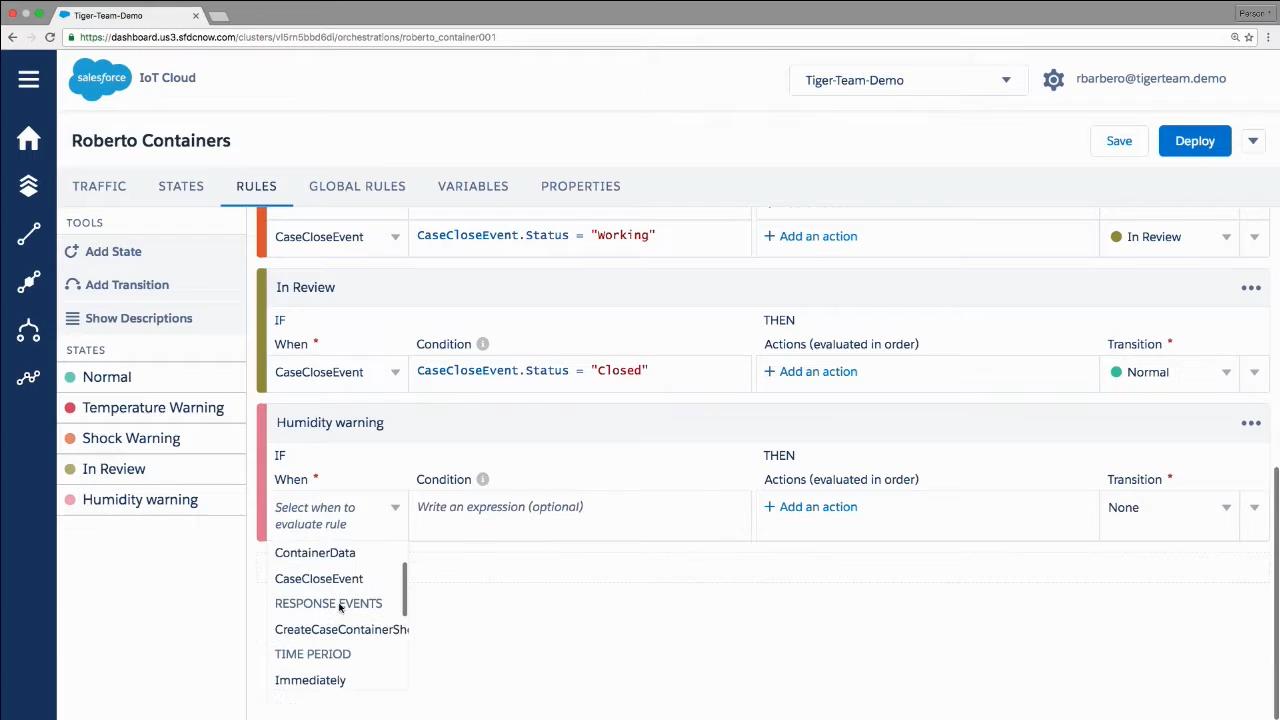 Tiger-Team-Demo
Person
https://dashboard.us3.sfdcnow.com/clusters/vl5rn5bbd6di/orchestrations/roberto_container001
salesforce
IoT Cloud
Tiger-Team-Demo
rbarbero@tigerteam.demo
Roberto Containers
Save
Deploy
TRAFFIC
STATES
RULES
GLOBAL RULES
VARIABLES
PROPERTIES
TOOLS
Add State
Add Transition
Show Descriptions
STATES
Normal
Temperature Warning
Shock Warning
In Review
Humidity warning
CaseCloseEvent
CaseCloseEvent.Status = "Working"
+ Add an action
In Review
In Review
IF
THEN
When *
Condition
Actions (evaluated in order)
Transition *
CaseCloseEvent
CaseCloseEvent.Status = "Closed"
+ Add an action
Normal
Humidity warning
IF
THEN
When *
Condition
Actions (evaluated in order)
Transition *
Select when to
evaluate rule
Write an expression (optional)
+ Add an action
None
ContainerData
CaseCloseEvent
RESPONSE EVENTS
CreateCaseContainerSh
TIME PERIOD
Immediately